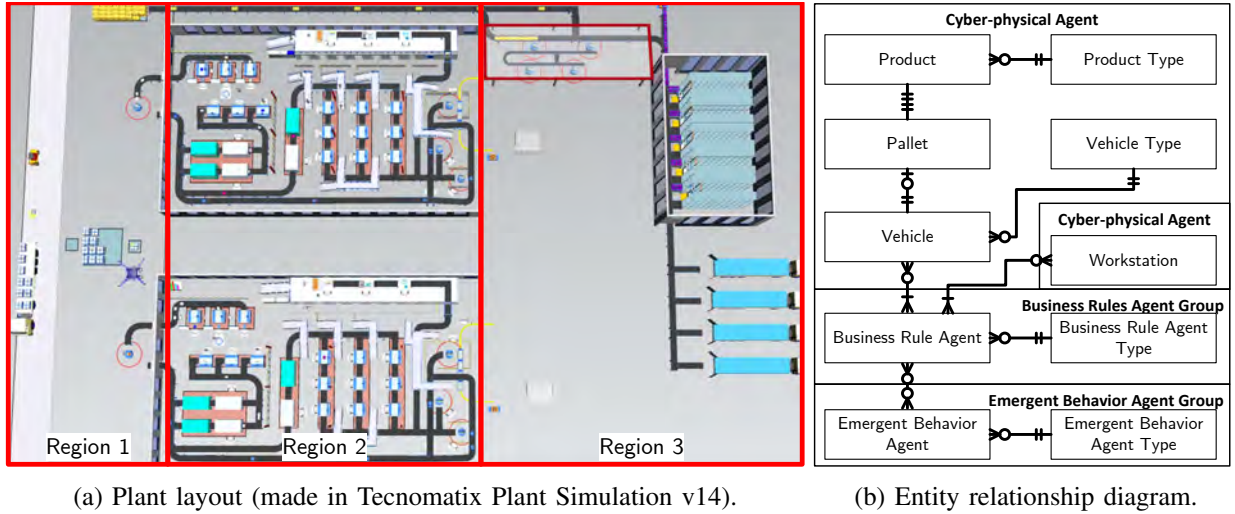 Region 1
Region 2
Region 3
Cyber-physical Agent
Product
Product Type
Pallet
Vehicle Type
Vehicle
Cyber-physical Agent
Workstation
Business Rules Agent Group
Business Rule Agent
Business Rule Agent
Type
Emergent Behavior Agent Group
Emergent Behavior
Agent
Emergent Behavior
Agent Type
(a) Plant layout (made in Tecnomatix Plant Simulation v14).
(b) Entity relationship diagram.